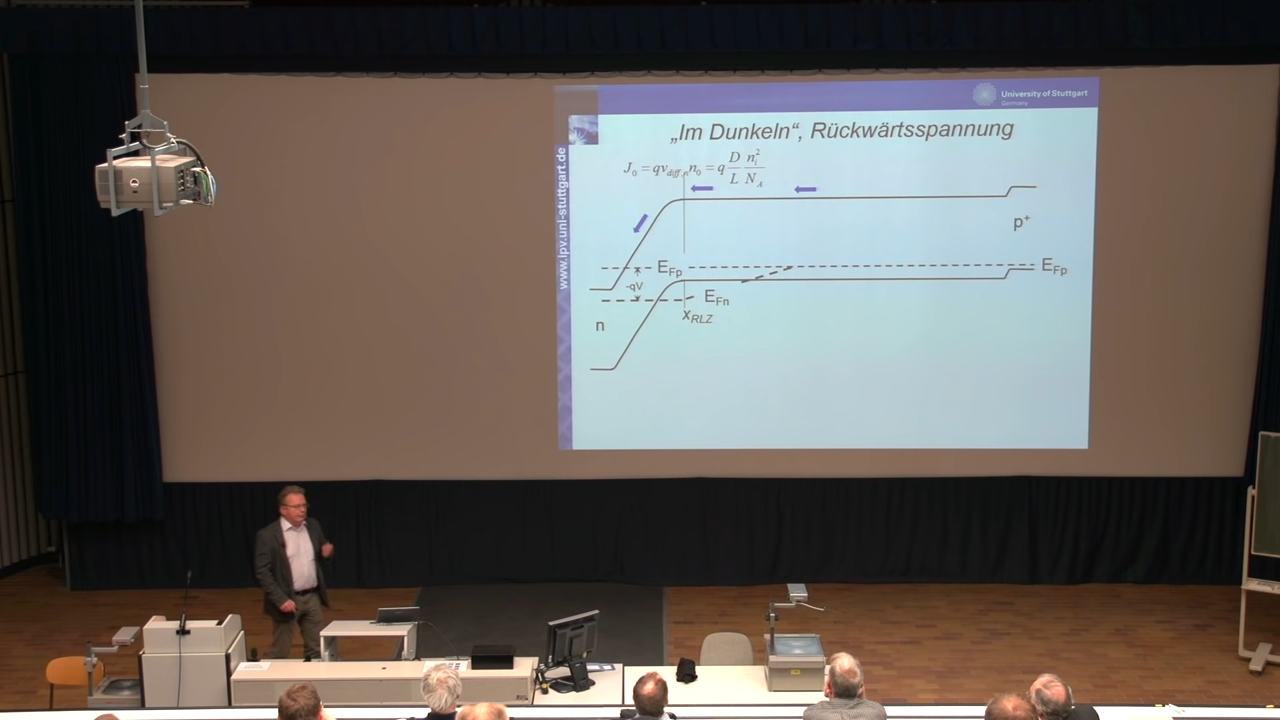 University of Stuttgart
Germany
www.ipv.uni-stuttgart.de
„Im Dunkeln“, Rückwärtsspannung
J₀ = qv_diff,n n₀ = q D/L n_i²/N_A
p⁺
E_Fp
E_Fp
-qV
E_Fn
x_RLZ
n